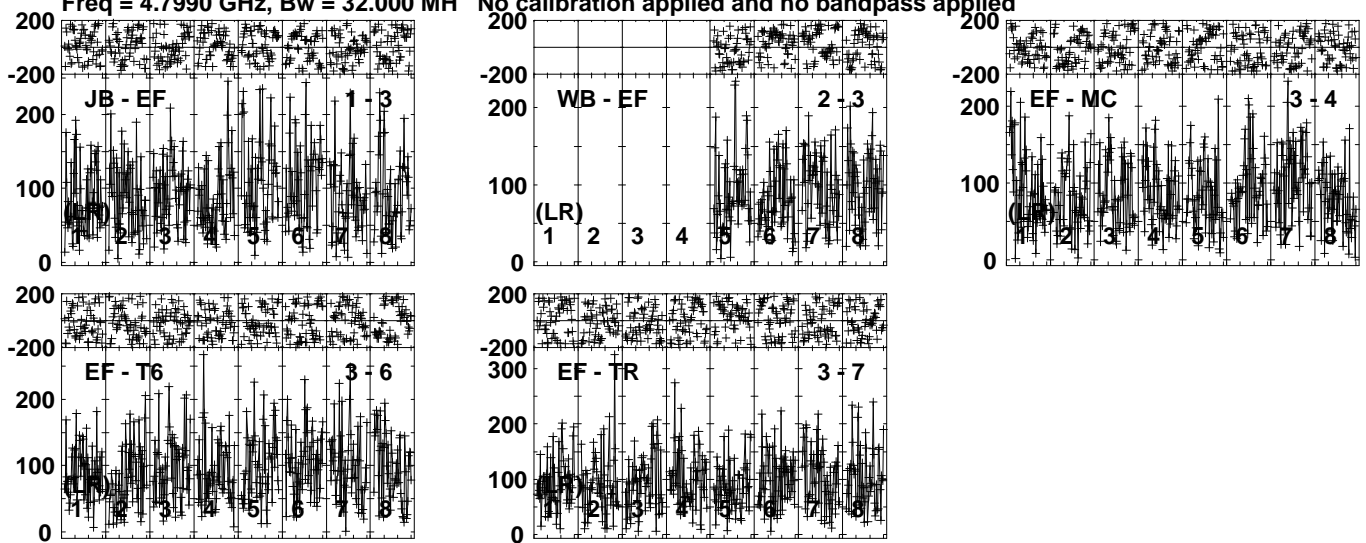 Freq = 4.7990 GHz, Bw = 32.000 MH No calibration applied and no bandpass applied
200
-200
JB - EF 1 - 3
200
100
(LR)
1 2 3 4 5 6 7 8
0
200
-200
WB - EF 2 - 3
200
100
(LR)
1 2 3 4 5 6 7 8
0
200
-200
EF - MC 3 - 4
200
100
(LR)
1 2 3 4 5 6 7 8
0
200
-200
EF - T6 3 - 6
200
100
(LR)
1 2 3 4 5 6 7 8
0
200
-200
EF - TR 3 - 7
300
200
100
(LR)
1 2 3 4 5 6 7 8
0